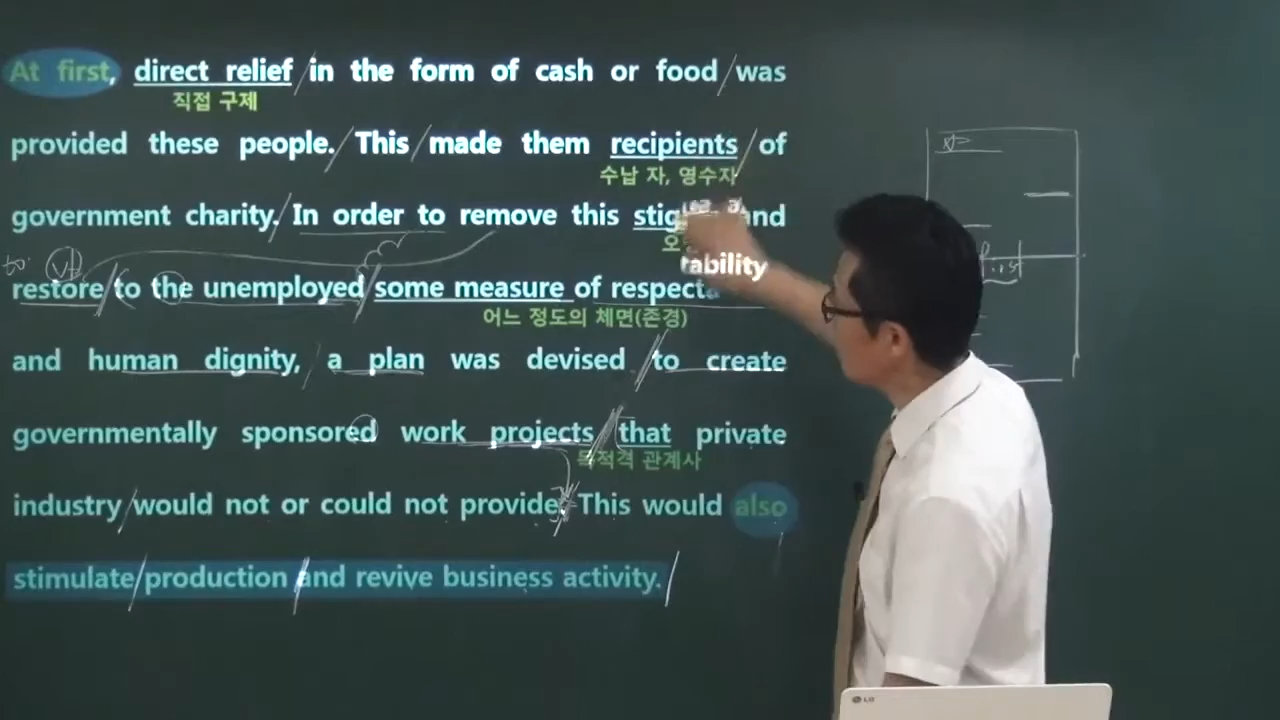 At first, direct relief in the form of cash or food was
직접 구제
provided these people. This made them recipients of
수납 자, 영수자
government charity. In order to remove this and
to vt
restore to the unemployed some measure of
어느 정도의 체면(존경)
and human dignity, a plan was devised to create
governmentally sponsored work projects that private
목적격 관계사
industry would not or could not provide. This would also
stimulate production and revive business activity.
first
LG